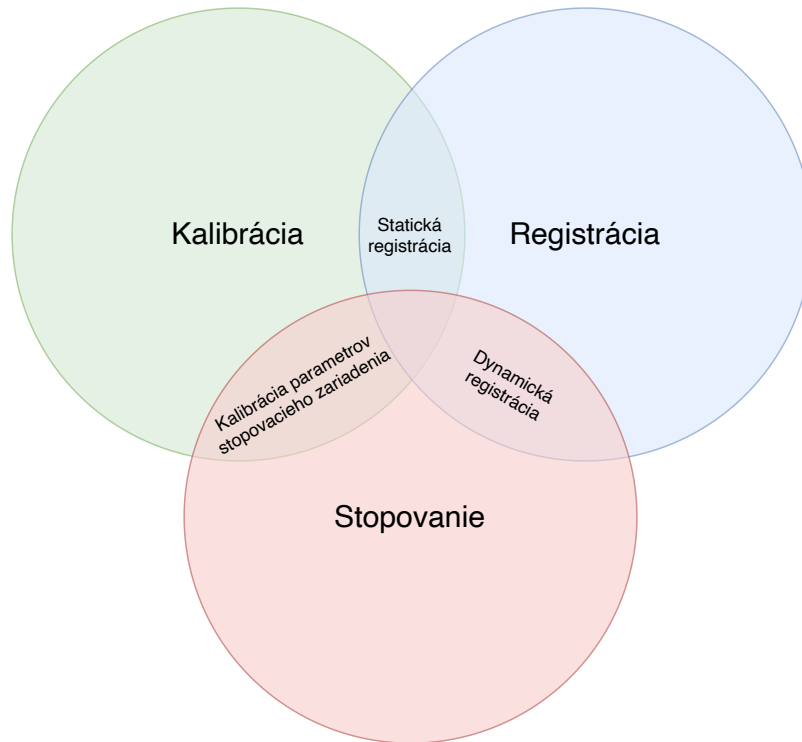 Kalibrácia
Statická
registrácia
Registrácia
Kalibrácia parametrov
stopovacieho zariadenia
Dynamická
registrácia
Stopovanie